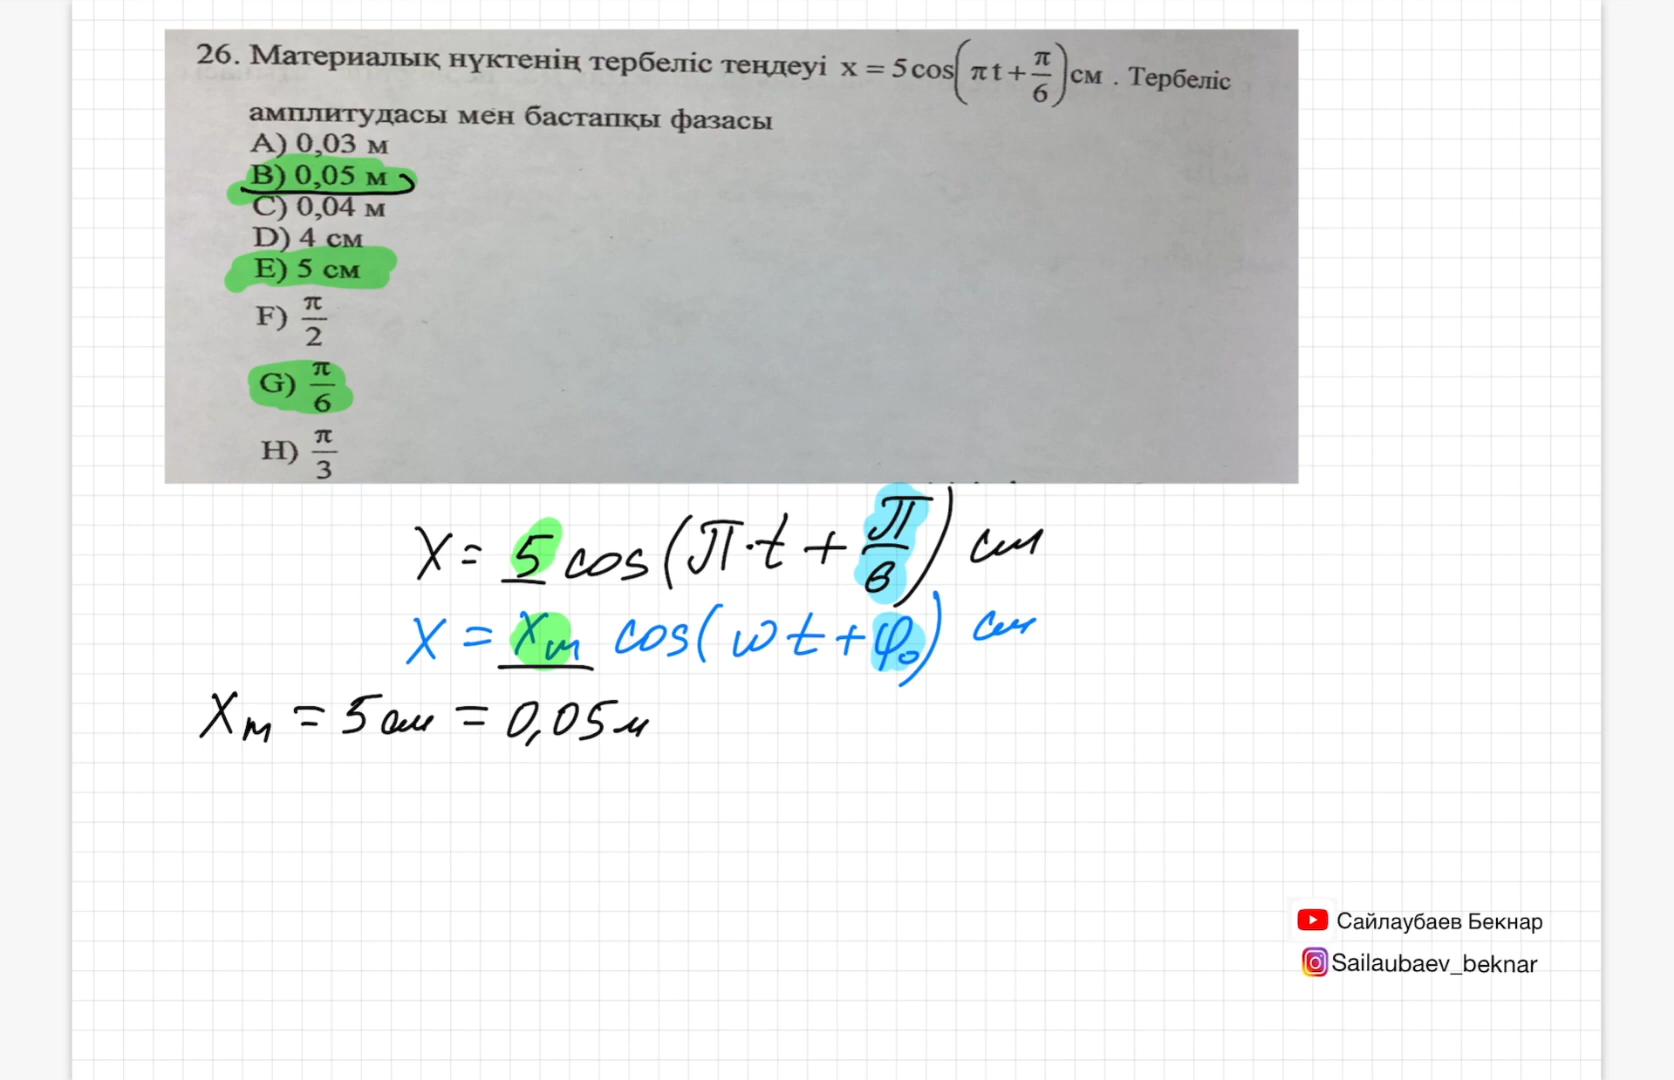 26. Материалық нүктенің тербеліс теңдеуі x = 5cos(πt + π/6) см . Тербеліс
амплитудасы мен бастапқы фазасы
A) 0,03 м
B) 0,05 м
C) 0,04 м
D) 4 см
E) 5 см
F) π/2
G) π/6
H) π/3
x = 5 cos(π·t + π/6) см
x = xm cos(ωt + φ₀) см
xm = 5 см = 0,05 м
Сайлаубаев Бекнар
Sailaubaev_beknar